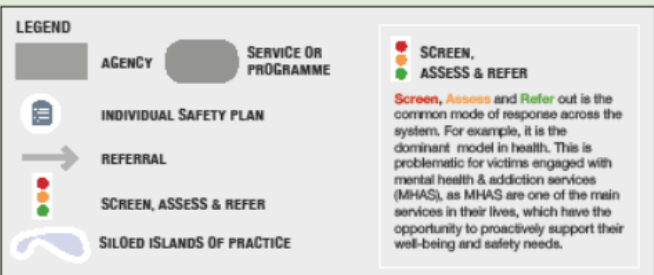 LEGEND
AGENCY
SERVICE OR
PROGRAMME
INDIVIDUAL SAFETY PLAN
REFERRAL
SCREEN, ASSESS & REFER
SILOED ISLANDS OF PRACTICE
SCREEN,
ASSESS & REFER
Screen, Assess and Refer out is the
common mode of response across the
system. For example, it is the
dominant model in health. This is
problematic for victims engaged with
mental health & addiction services
(MHAS), as MHAS are one of the main
services in their lives, which have the
opportunity to proactively support their
well-being and safety needs.